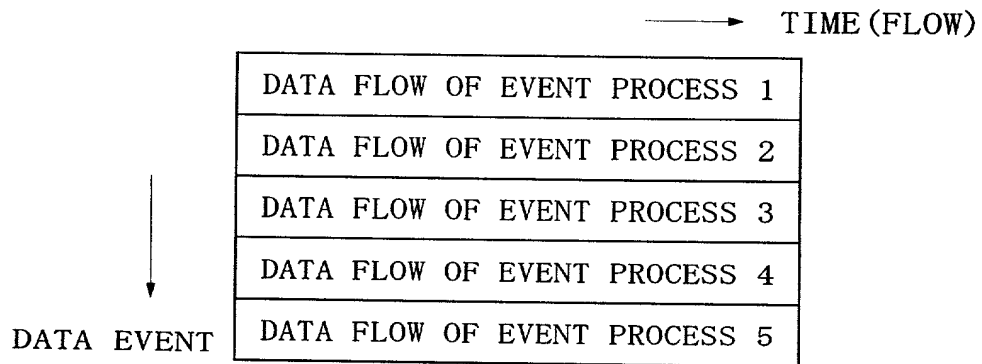 TIME(FLOW)
DATA FLOW OF EVENT PROCESS 1
DATA FLOW OF EVENT PROCESS 2
DATA FLOW OF EVENT PROCESS 3
DATA FLOW OF EVENT PROCESS 4
DATA FLOW OF EVENT PROCESS 5
DATA EVENT